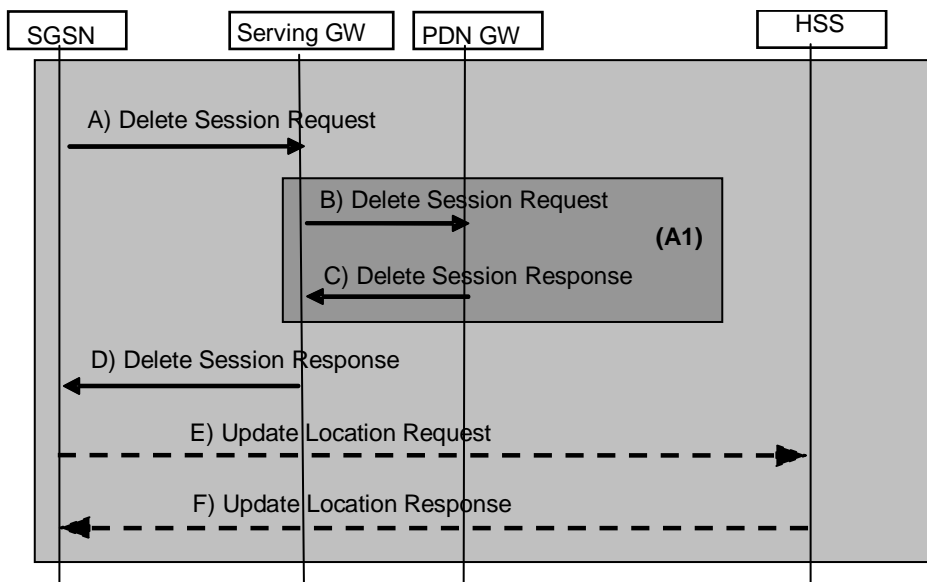 SGSN
Serving GW
PDN GW
HSS
A) Delete Session Request
B) Delete Session Request
(A1)
C) Delete Session Response
D) Delete Session Response
E) Update Location Request
F) Update Location Response